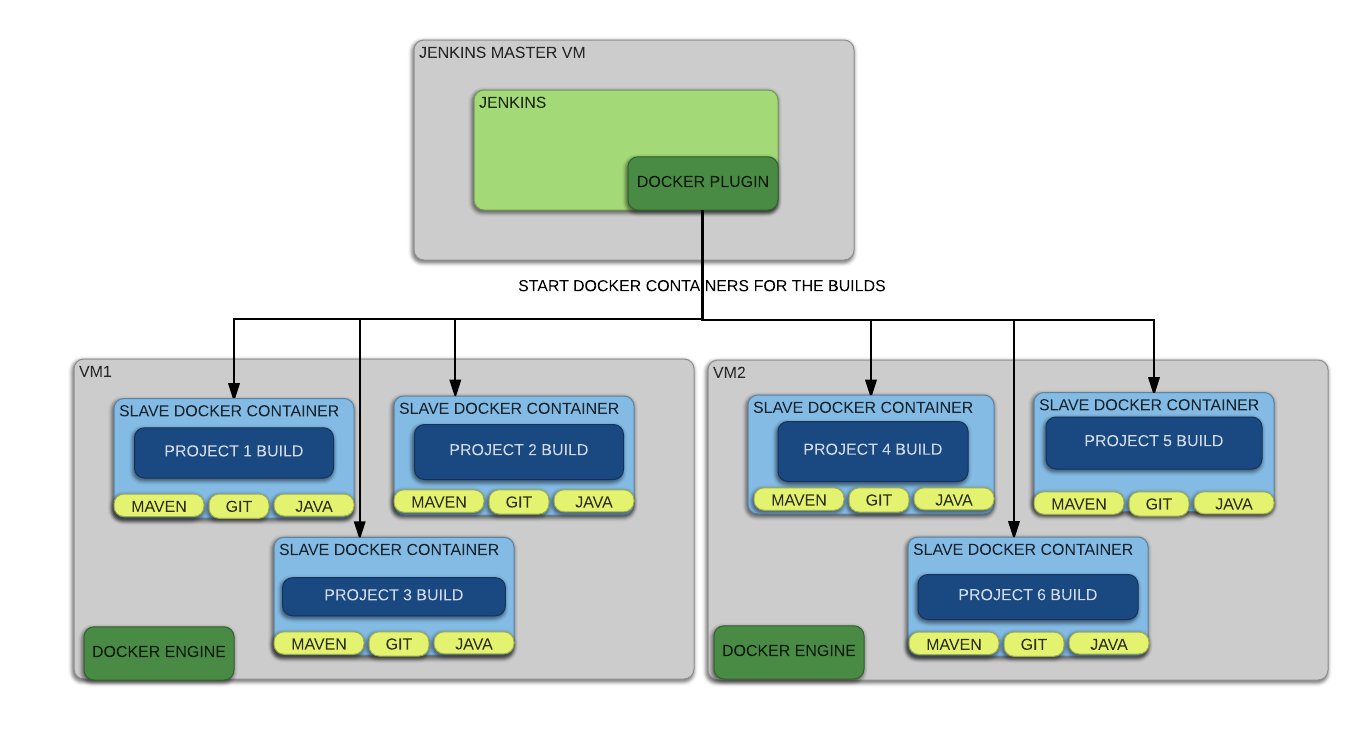 JENKINS MASTER VM
JENKINS
DOCKER PLUGIN
START DOCKER CONTAINERS FOR THE BUILDS
VM1
SLAVE DOCKER CONTAINER
PROJECT 1 BUILD
MAVEN GIT JAVA
SLAVE DOCKER CONTAINER
PROJECT 2 BUILD
MAVEN GIT JAVA
SLAVE DOCKER CONTAINER
PROJECT 3 BUILD
MAVEN GIT JAVA
DOCKER ENGINE
VM2
SLAVE DOCKER CONTAINER
PROJECT 4 BUILD
MAVEN GIT JAVA
SLAVE DOCKER CONTAINER
PROJECT 5 BUILD
MAVEN GIT JAVA
SLAVE DOCKER CONTAINER
PROJECT 6 BUILD
MAVEN GIT JAVA
DOCKER ENGINE